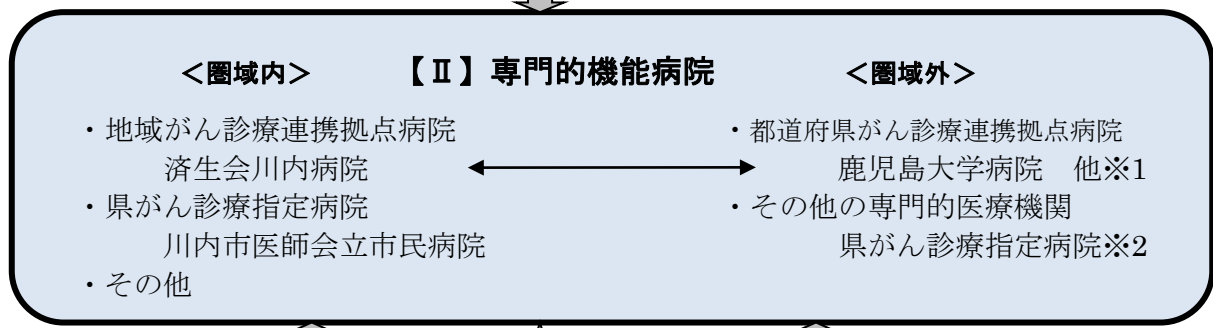 ＜圏域内＞ 【Ⅱ】専門的機能病院 ＜圏域外＞
・地域がん診療連携拠点病院
済生会川内病院
・県がん診療指定病院
川内市医師会立市民病院
・その他
・都道府県がん診療連携拠点病院
鹿児島大学病院　他※1
・その他の専門的医療機関
県がん診療指定病院※2